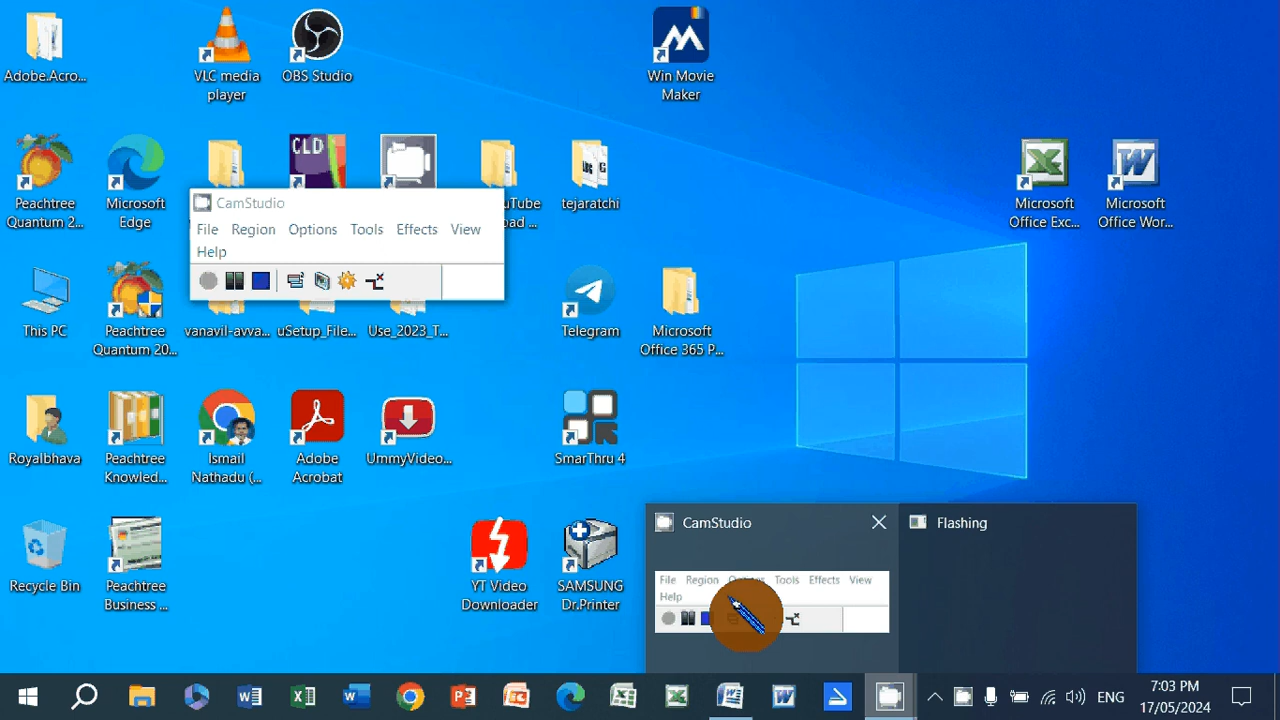 Adobe.Acro...
VLC media
player
OBS Studio
Win Movie
Maker
CLD
Peachtree
Quantum 2...
Microsoft
Edge
tejaratchi
Microsoft
Office Exc...
Microsoft
Office Wor...
CamStudio
File Region Options Tools Effects View
Help
This PC
Peachtree
Quantum 20...
vanavil-avva...
uSetup_File...
Use_2023_T...
Telegram
Microsoft
Office 365 P...
Royalbhava
Peachtree
Knowled...
Ismail
Nathadu (...
Adobe
Acrobat
UmmyVideo...
SmarThru 4
Recycle Bin
Peachtree
Business ...
YT Video
Downloader
SAMSUNG
Dr.Printer
CamStudio
Flashing
File Region Options Tools Effects View
Help
ENG
7:03 PM
17/05/2024